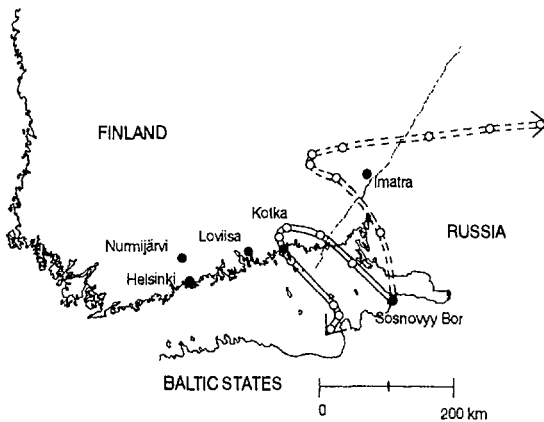 FINLAND
Imatra
Kotka
RUSSIA
Nurmijärvi
Loviisa
Helsinki
Sosnovyy Bor
BALTIC STATES
0
200 km